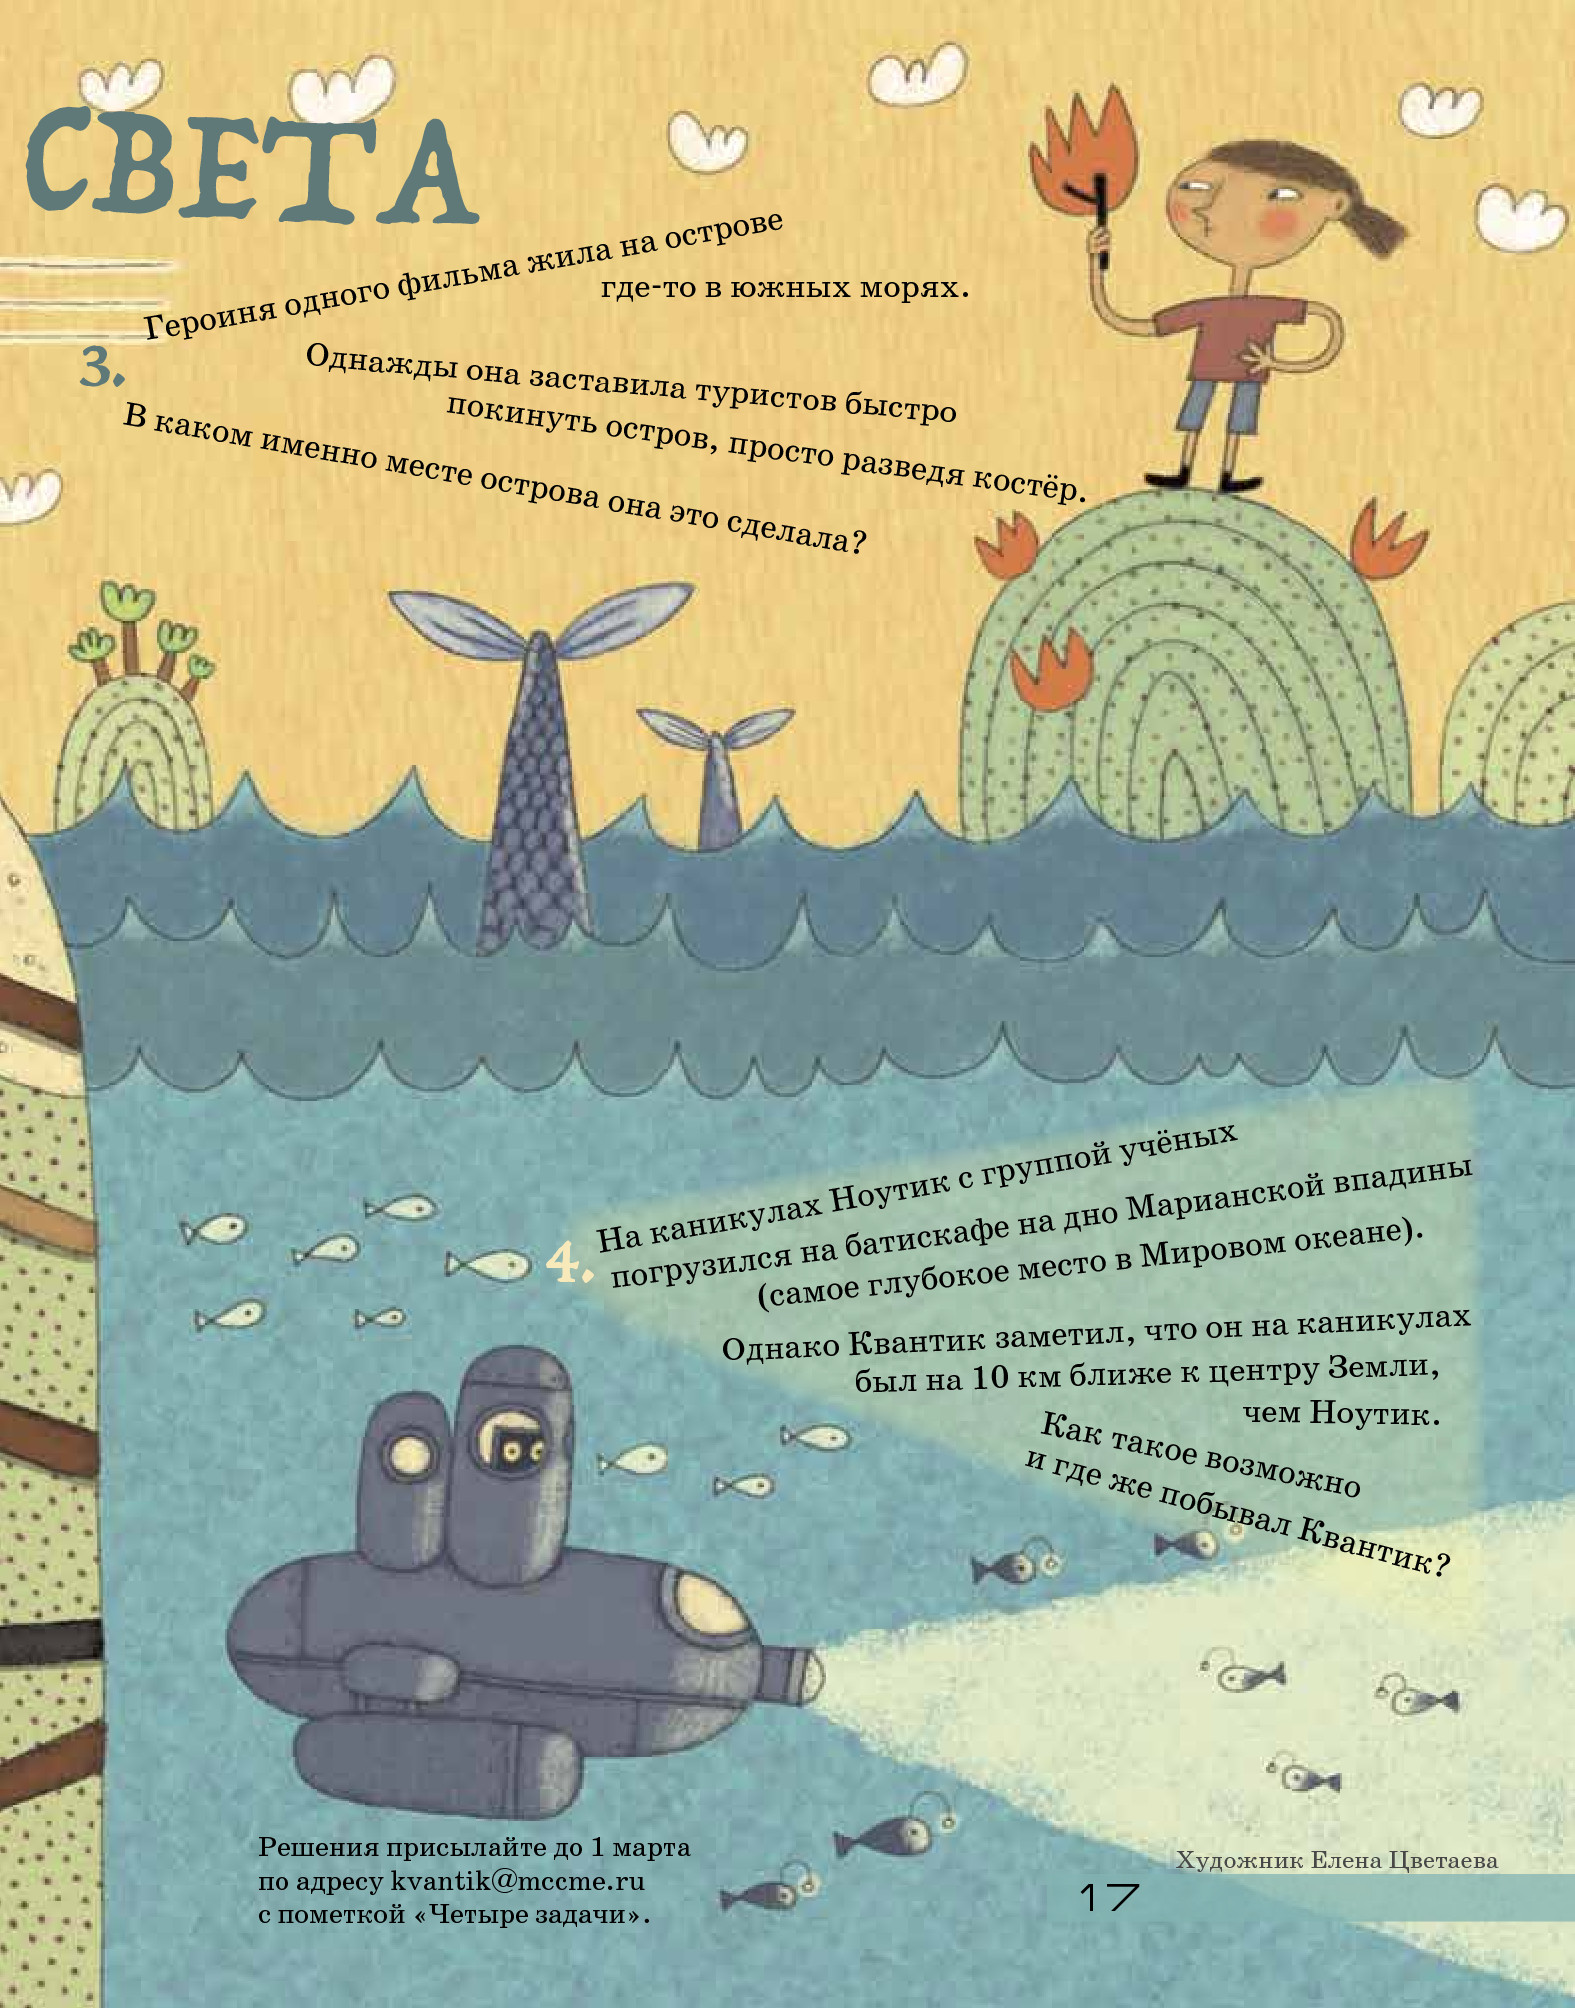 СВЕТА
3.
Героиня одного фильма жила на острове
где-то в южных морях.
Однажды она заставила туристов быстро
покинуть остров, просто разведя костёр.
В каком именно месте острова она это сделала?
4.
На каникулах Ноутик с группой учёных
погрузился на батискафе на дно Марианской впадины
(самое глубокое место в Мировом океане).
Однако Квантик заметил, что он на каникулах
был на 10 км ближе к центру Земли,
чем Ноутик.
Как такое возможно
и где же побывал Квантик?
Решения присылайте до 1 марта
по адресу kvantik@mccme.ru
с пометкой «Четыре задачи».
Художник Елена Цветаева
17